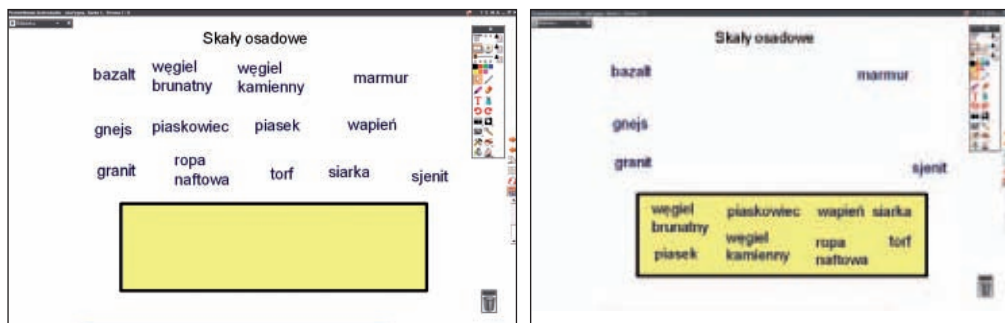 Skały osadowe
bazalt węgiel brunatny węgiel kamienny marmur
gnejs piaskowiec piasek wapień
granit ropa naftowa torf siarka sjenit
Skały osadowe
bazalt marmur
gnejs
granit sjenit
węgiel brunatny piaskowiec wapień siarka
piasek węgiel kamienny ropa naftowa torf